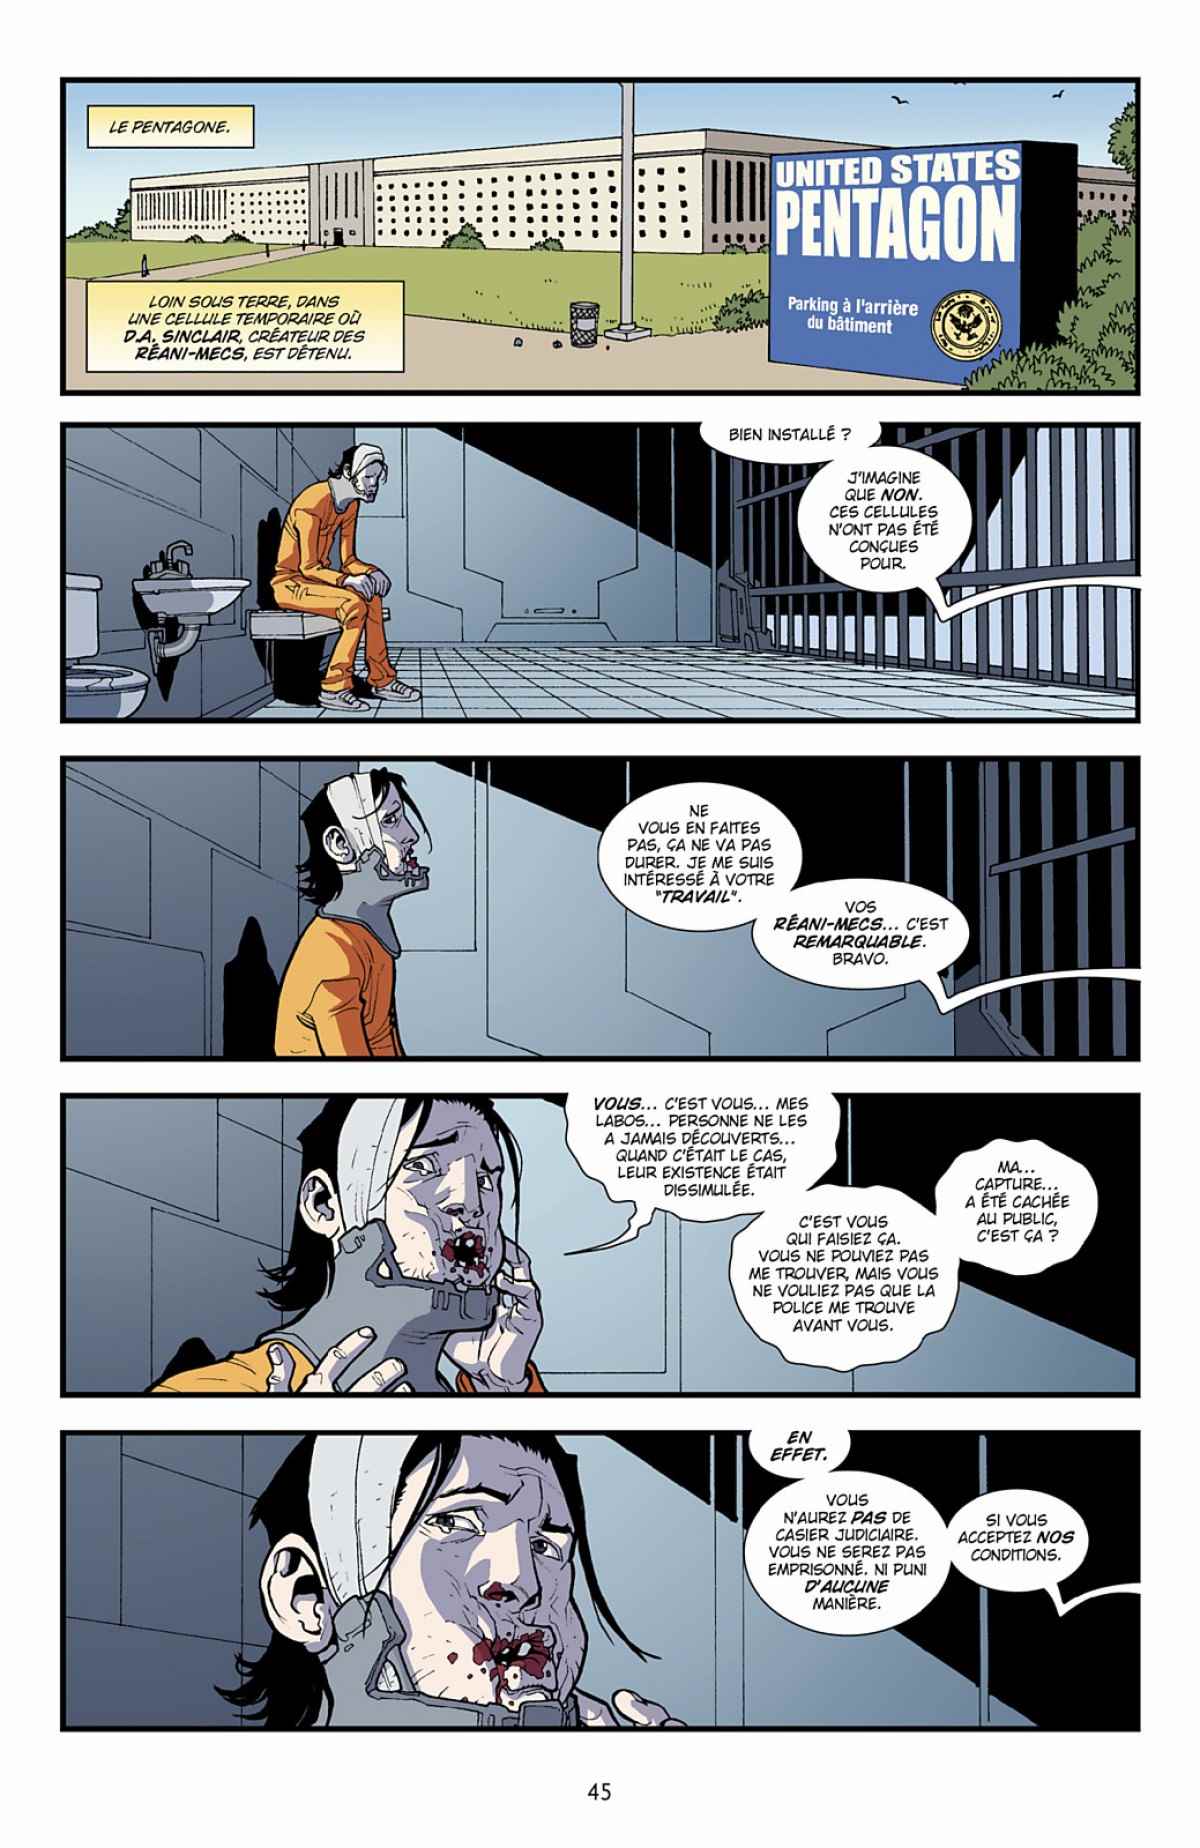 LE PENTAGONE.
UNITED STATES
PENTAGON
Parking à l'arrière
du bâtiment
LOIN SOUS TERRE, DANS
UNE CELLULE TEMPORAIRE OÙ
D.A. SINCLAIR, CRÉATEUR DES
RÉANI-MECS, EST DÉTENU.
BIEN INSTALLÉ ?
J'IMAGINE
QUE NON.
CES CELLULES
N'ONT PAS ÉTÉ
CONÇUES
POUR.
NE
VOUS EN FAITES
PAS, ÇA NE VA PAS
DURER. JE ME SUIS
INTÉRESSÉ À VOTRE
"TRAVAIL".
VOS
RÉANI-MECS... C'EST
REMARQUABLE.
BRAVO.
VOUS... C'EST VOUS... MES
LABOS... PERSONNE NE LES
A JAMAIS DÉCOUVERTS...
QUAND C'ÉTAIT LE CAS,
LEUR EXISTENCE ÉTAIT
DISSIMULÉE.
C'EST VOUS
QUI FAISIEZ ÇA.
VOUS NE POUVIEZ PAS
ME TROUVER, MAIS VOUS
NE VOULIEZ PAS QUE LA
POLICE ME TROUVE
AVANT VOUS.
MA...
CAPTURE...
A ÉTÉ CACHÉE
AU PUBLIC,
C'EST ÇA ?
EN
EFFET.
VOUS
N'AUREZ PAS DE
CASIER JUDICIAIRE.
VOUS NE SEREZ PAS
EMPRISONNÉ. NI PUNI
D'AUCUNE
MANIÈRE.
SI VOUS
ACCEPTEZ NOS
CONDITIONS.
45